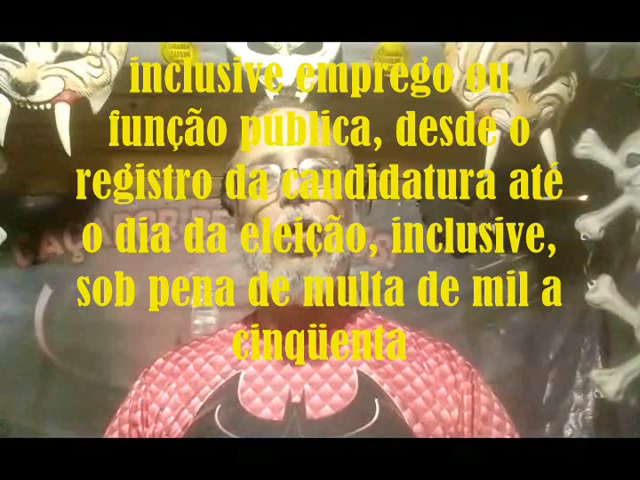 inclusive emprego ou
função pública, desde o
registro da candidatura até
o dia da eleição, inclusive,
sob pena de multa de mil a
cinqüenta